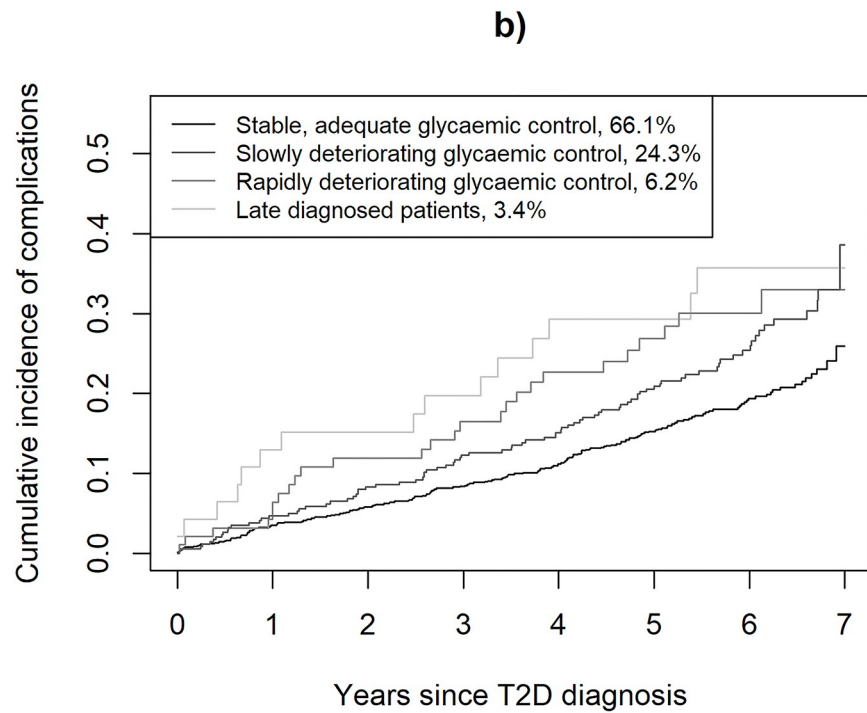 b)
Stable, adequate glycaemic control, 66.1%
Slowly deteriorating glycaemic control, 24.3%
Rapidly deteriorating glycaemic control, 6.2%
Late diagnosed patients, 3.4%
Cumulative incidence of complications
0.5
0.4
0.3
0.2
0.1
0.0
0 1 2 3 4 5 6 7
Years since T2D diagnosis